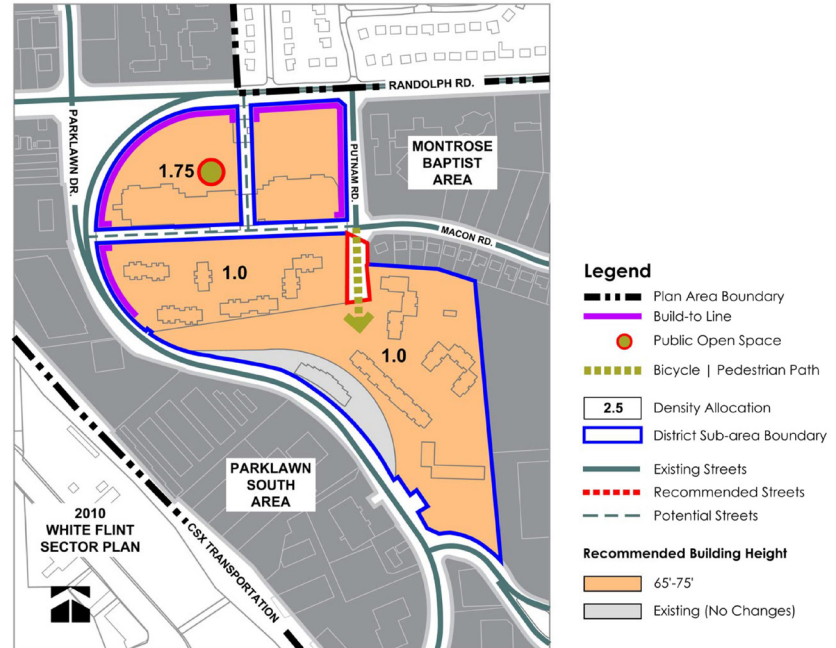 RANDOLPH RD.
PARKLAWN DR.
PUTNAM RD.
MONTROSE
BAPTIST
AREA
1.75
MACON RD.
1.0
1.0
PARKLAWN
SOUTH
AREA
2010
WHITE FLINT
SECTOR PLAN
CSX TRANSPORTATION
Legend
Plan Area Boundary
Build-to Line
Public Open Space
Bicycle | Pedestrian Path
2.5 Density Allocation
District Sub-area Boundary
Existing Streets
Recommended Streets
Potential Streets
Recommended Building Height
65'-75'
Existing (No Changes)